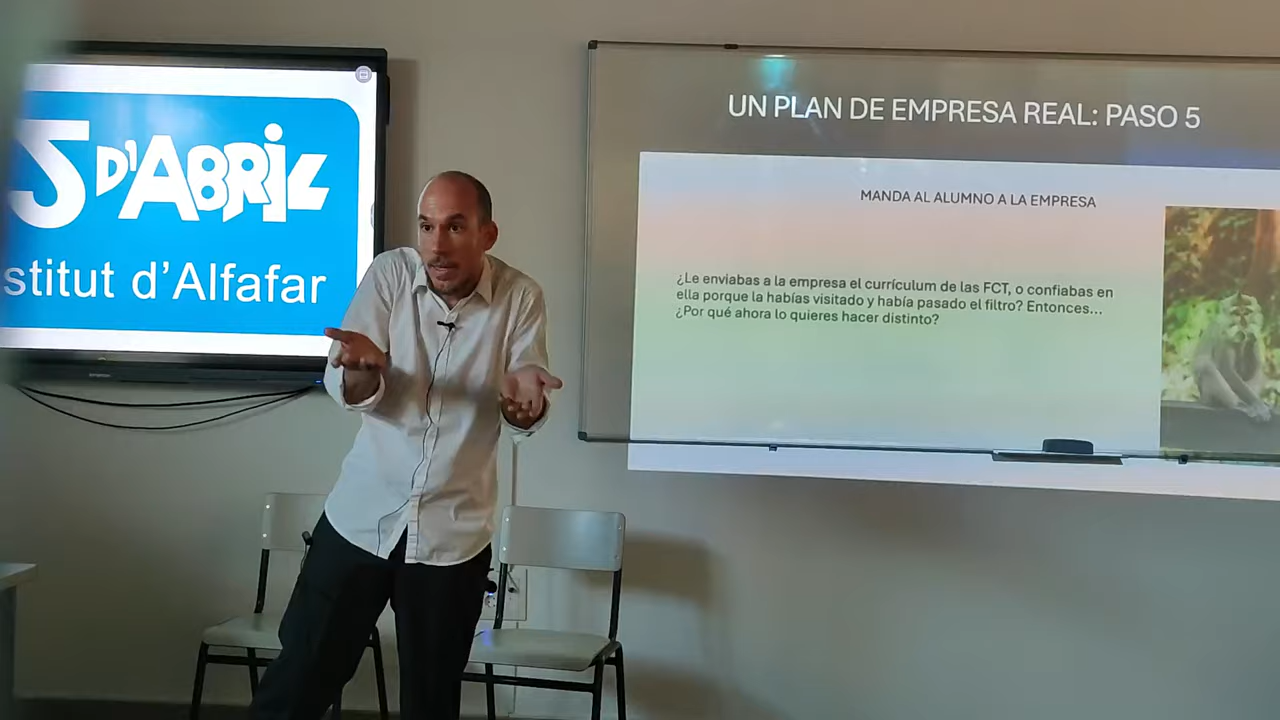 5 D'ABRIL
stitut d'Alfafar
UN PLAN DE EMPRESA REAL: PASO 5
MANDA AL ALUMNO A LA EMPRESA
¿Le enviabas a la empresa el currículum de las FCT, o confiabas en
ella porque la habías visitado y había pasado el filtro? Entonces...
¿Por qué ahora lo quieres hacer distinto?